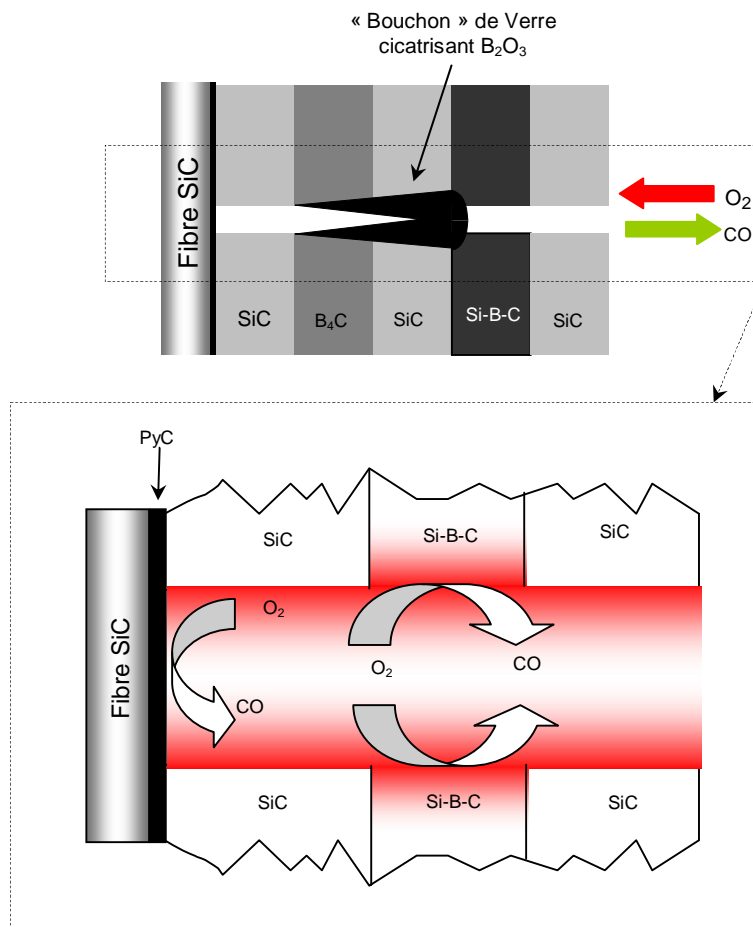 « Bouchon » de Verre
cicatrisant B₂O₃
Fibre SiC
O₂
CO
SiC
B₄C
SiC
Si-B-C
SiC
PyC
SiC
Si-B-C
SiC
Fibre SiC
O₂
O₂
CO
CO
SiC
Si-B-C
SiC